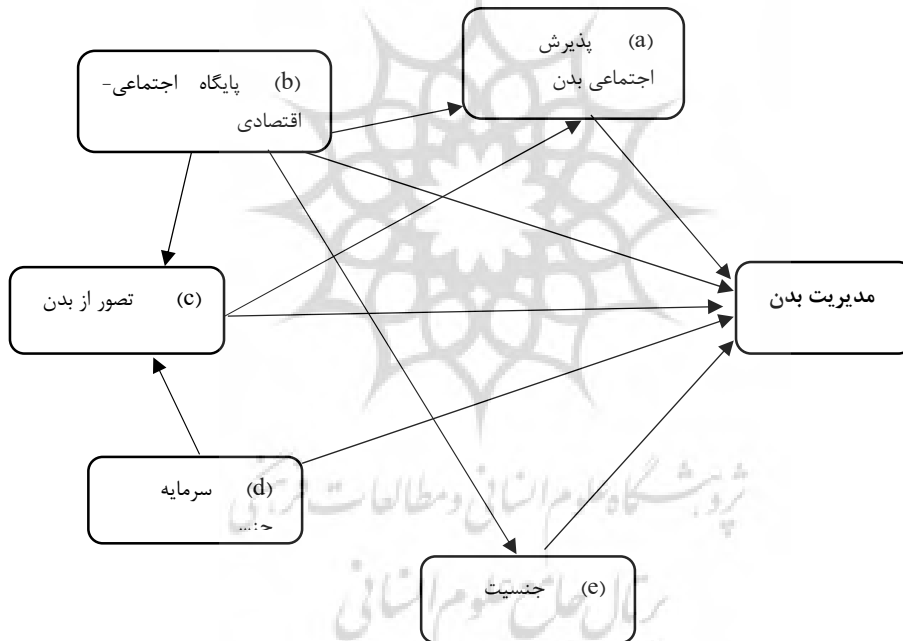 (a) پذیرش
اجتماعی بدن
(b) پایگاه اجتماعی-
اقتصادی
(c) تصور از بدن
مدیریت بدن
(d) سرمایه
(e) جنسیت
پژوهشگاه علوم انسانی و مطالعات فرهنگی
پرتال جامع علوم انسانی